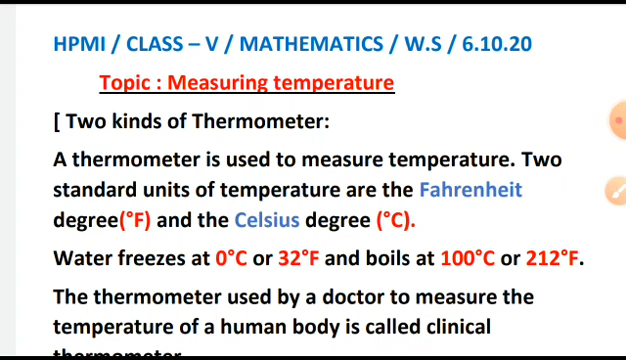 HPMI / CLASS – V / MATHEMATICS / W.S / 6.10.20
Topic : Measuring temperature
[ Two kinds of Thermometer:
A thermometer is used to measure temperature. Two
standard units of temperature are the Fahrenheit
degree(°F) and the Celsius degree (°C).
Water freezes at 0°C or 32°F and boils at 100°C or 212°F.
The thermometer used by a doctor to measure the
temperature of a human body is called clinical
thermometer